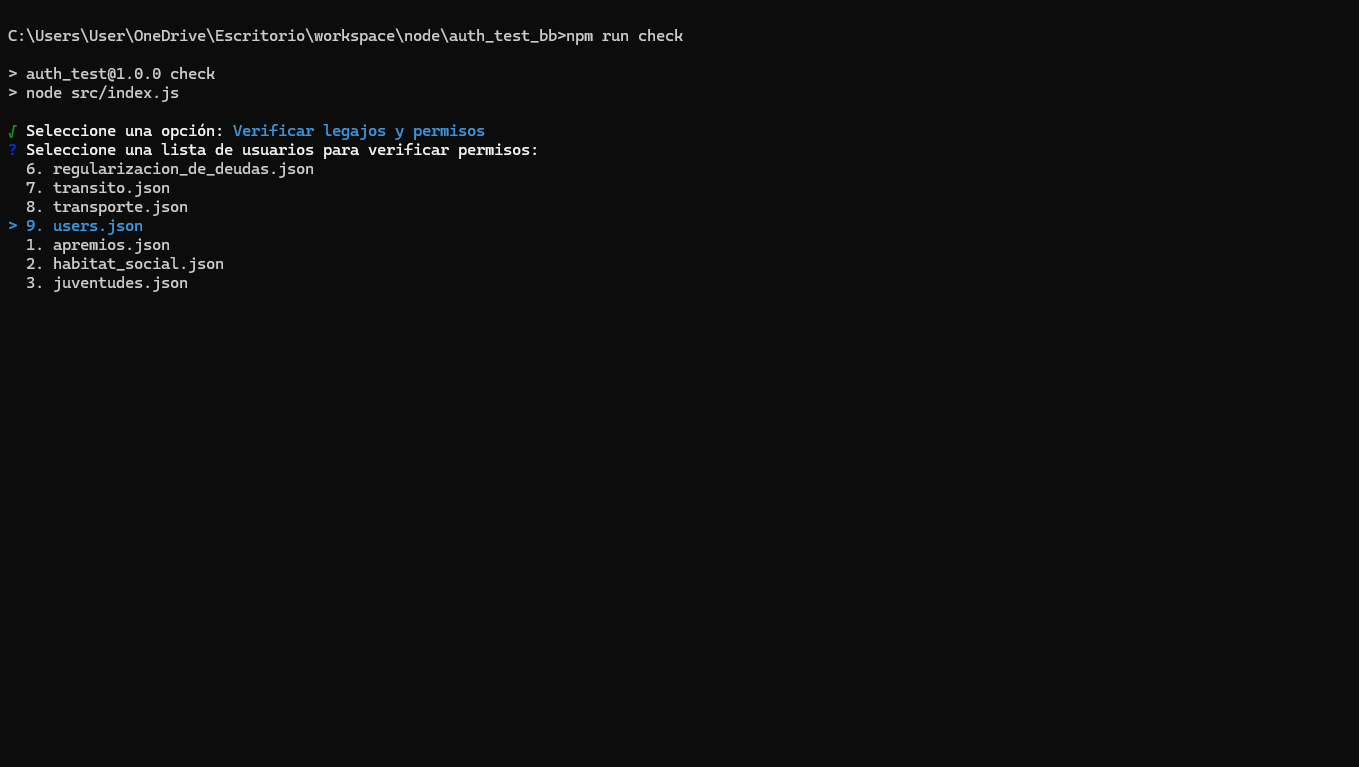 C:\Users\User\OneDrive\Escritorio\workspace\node\auth_test_bb>npm run check
> auth_test@1.0.0 check
> node src/index.js
√ Seleccione una opción: Verificar legajos y permisos
? Seleccione una lista de usuarios para verificar permisos:
6. regularizacion_de_deudas.json
7. transito.json
8. transporte.json
> 9. users.json
1. apremios.json
2. habitat_social.json
3. juventudes.json